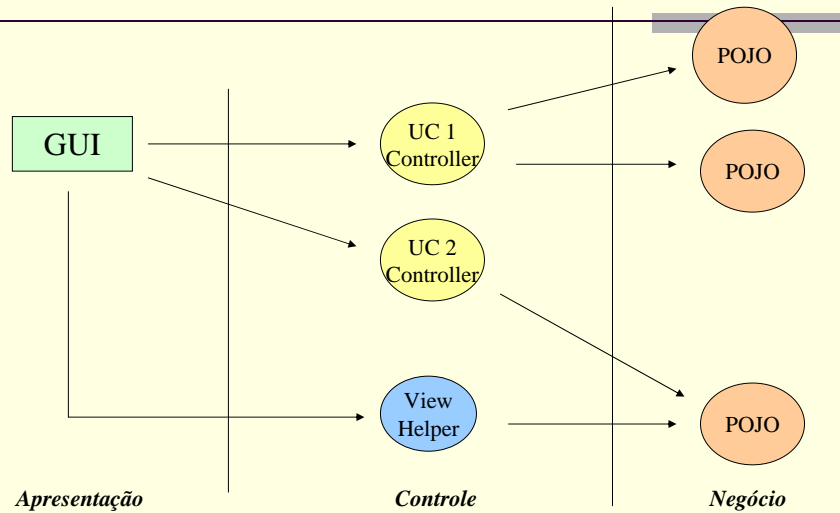 POJO
GUI
UC 1
Controller
POJO
UC 2
Controller
View
Helper
POJO
Apresentação
Controle
Negócio